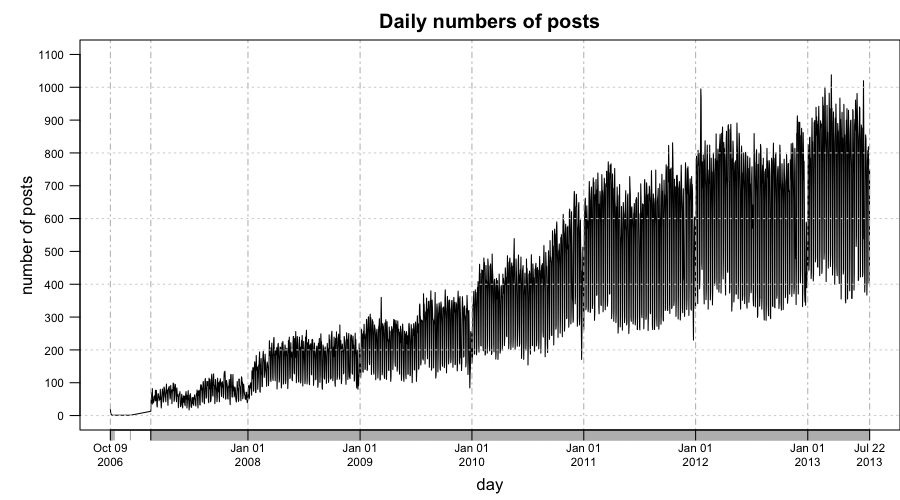 Daily numbers of posts
number of posts
1100
1000
900
800
700
600
500
400
300
200
100
0
Oct 09 Jan 01 Jan 01 Jan 01 Jan 01 Jan 01 Jan 01 Jul 22
2006 2008 2009 2010 2011 2012 2013 2013
day